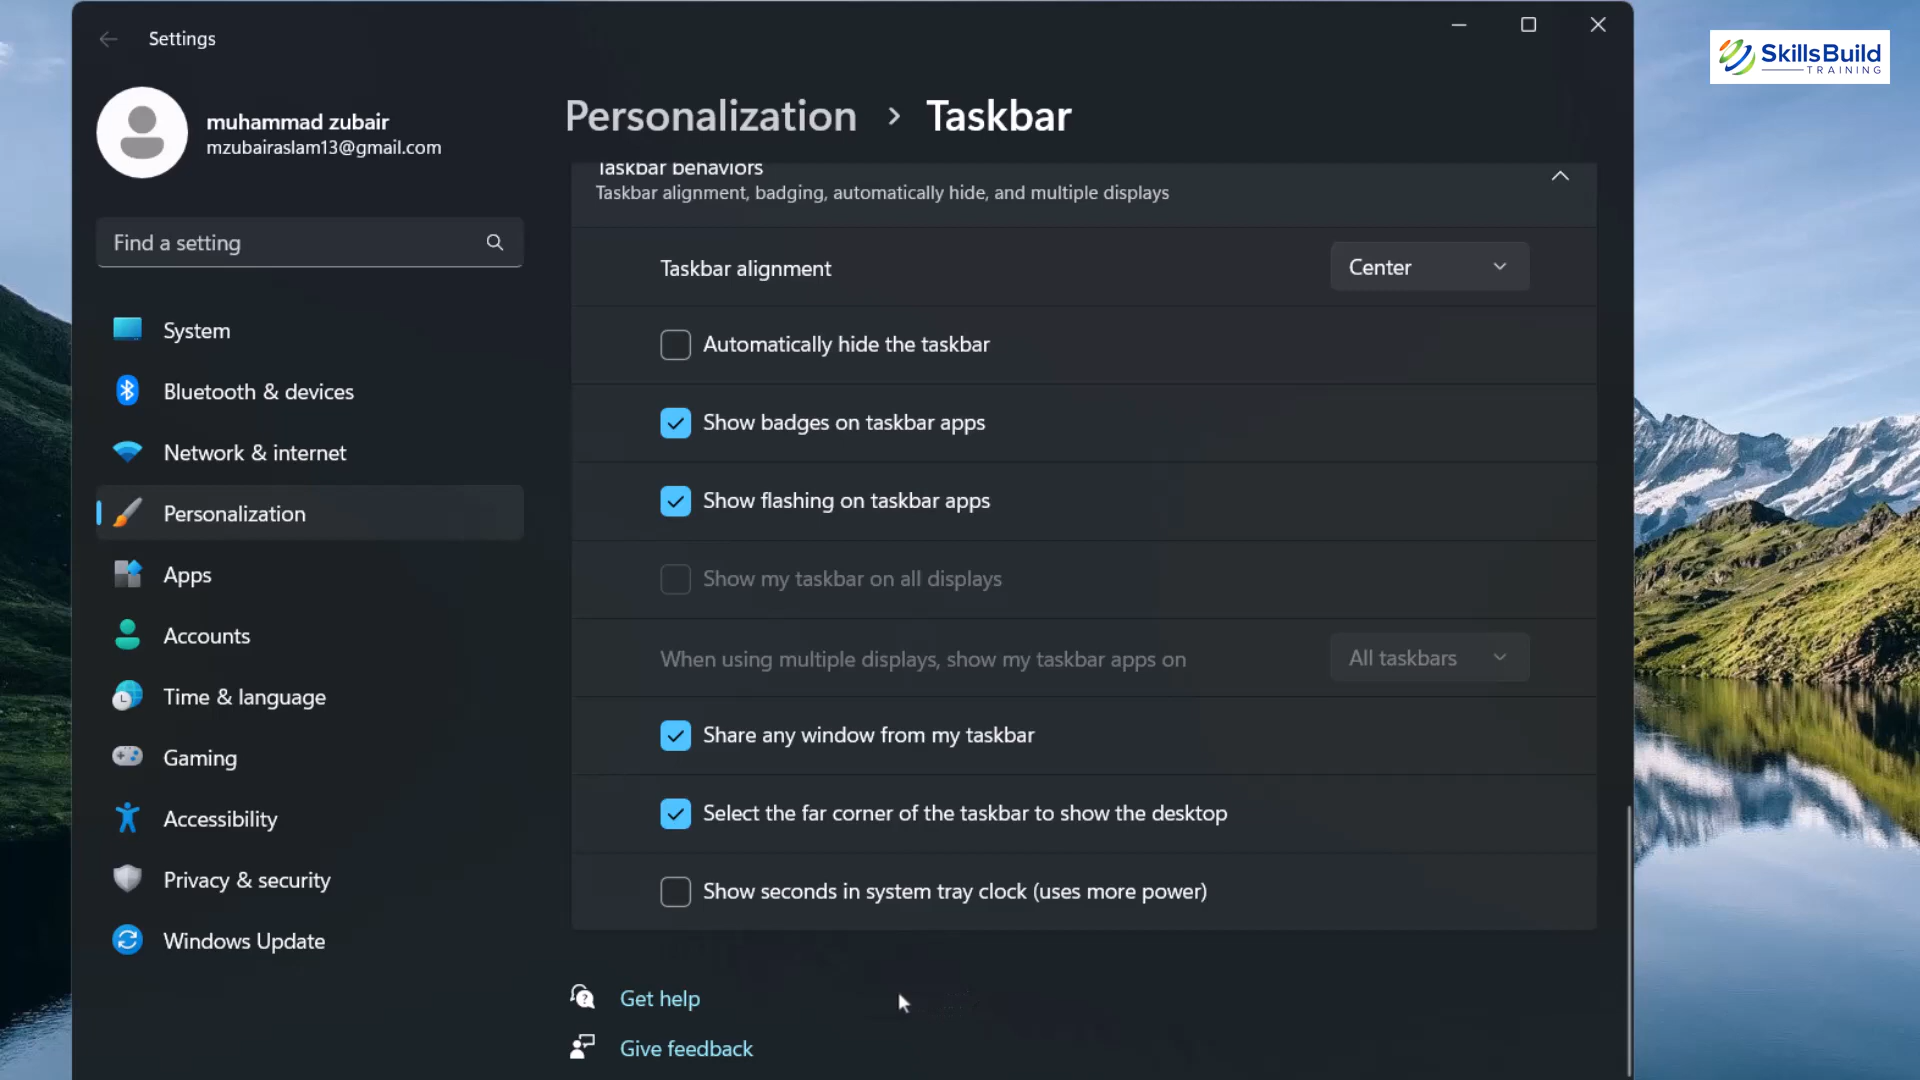 Settings
SkillsBuild
TRAINING
muhammad zubair
mzubairaslam13@gmail.com
Find a setting
System
Bluetooth & devices
Network & internet
Personalization
Apps
Accounts
Time & language
Gaming
Accessibility
Privacy & security
Windows Update
Personalization > Taskbar
Taskbar behaviors
Taskbar alignment, badging, automatically hide, and multiple displays
Taskbar alignment
Center
Automatically hide the taskbar
Show badges on taskbar apps
Show flashing on taskbar apps
Show my taskbar on all displays
When using multiple displays, show my taskbar apps on
All taskbars
Share any window from my taskbar
Select the far corner of the taskbar to show the desktop
Show seconds in system tray clock (uses more power)
Get help
Give feedback